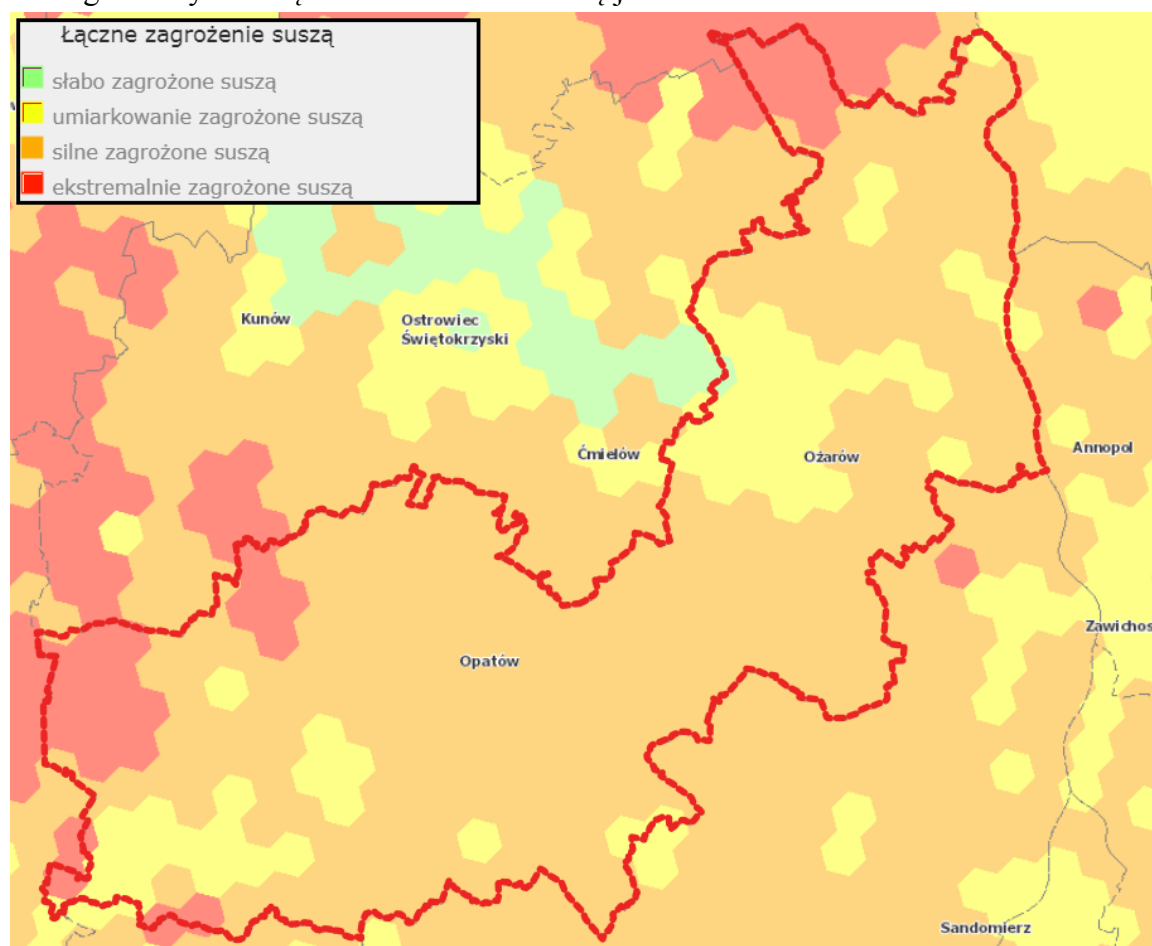 Łączne zagrożenie suszą
słabo zagrożone suszą
umiarkowanie zagrożone suszą
silne zagrożone suszą
ekstremalnie zagrożone suszą
Kunów
Ostrowiec
Świętokrzyski
Ćmielów
Ożarów
Annopol
Zawichos
Opatów
Sandomierz